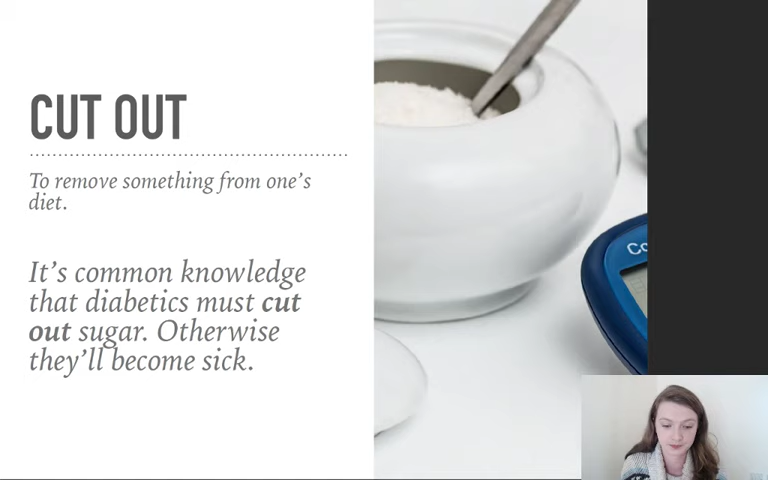 CUT OUT
To remove something from one's
diet.
It's common knowledge
that diabetics must cut
out sugar. Otherwise
they'll become sick.